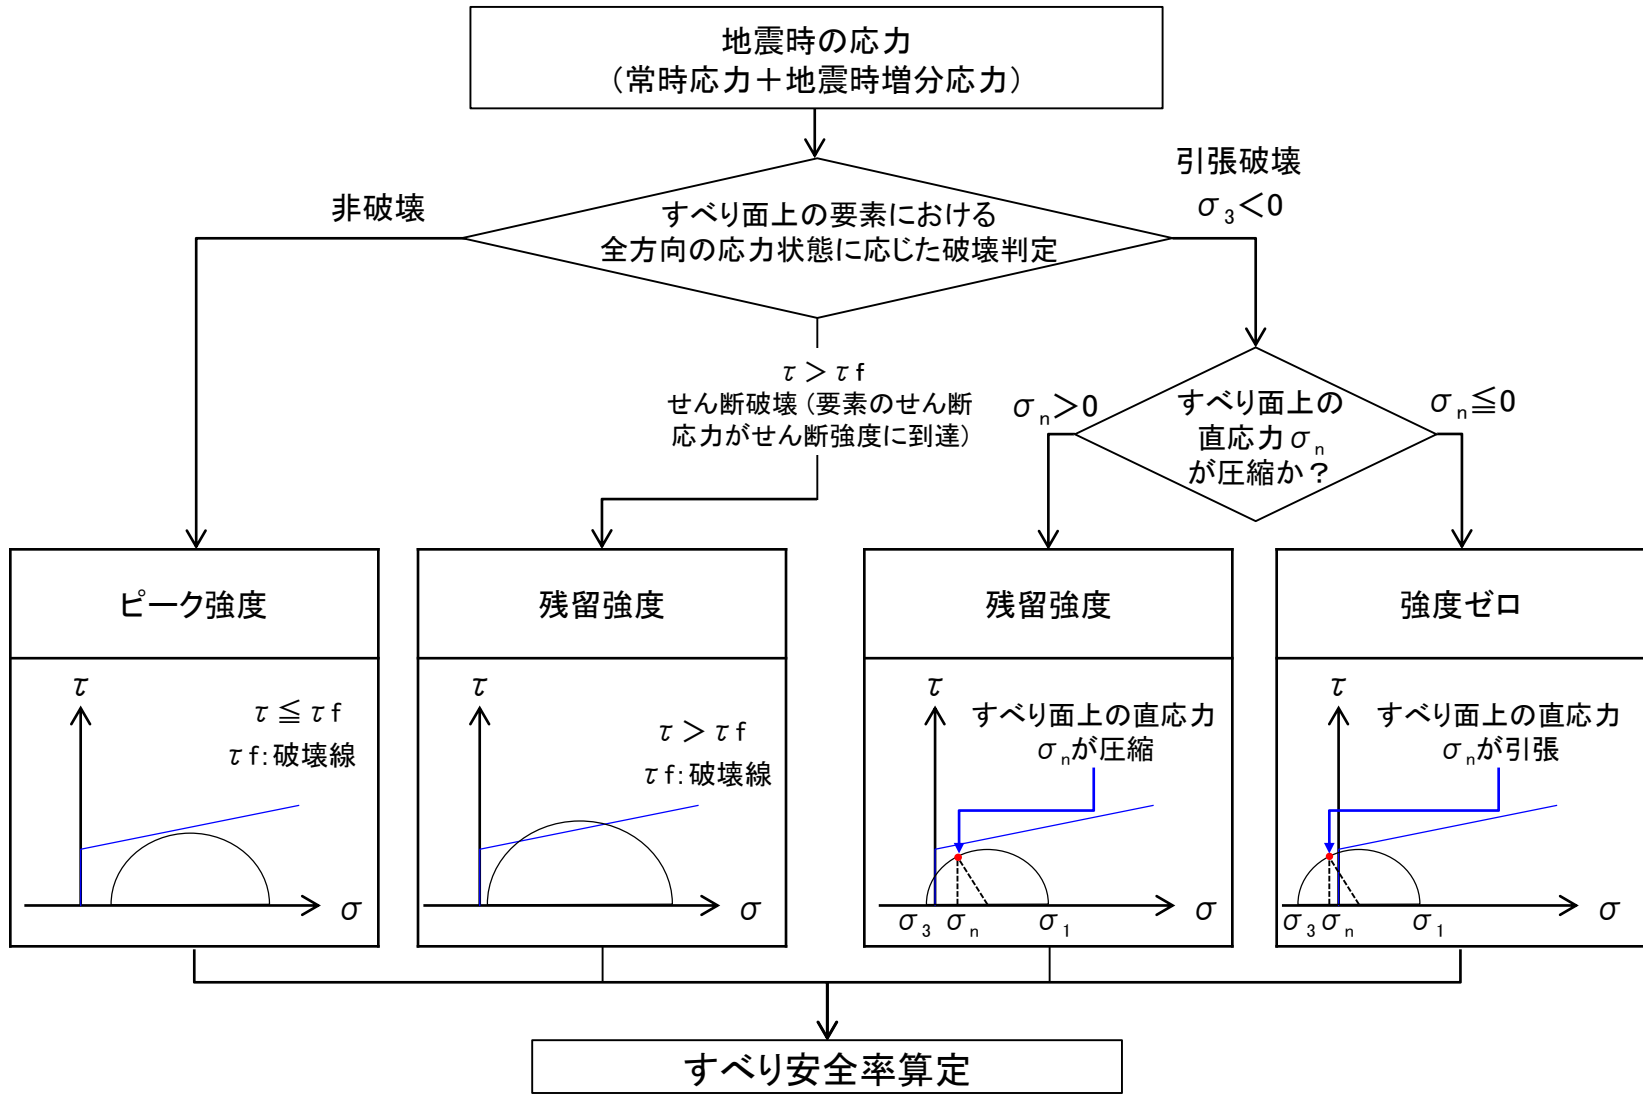 地震時の応力
（常時応力＋地震時増分応力）
引張破壊
σ₃＜0
非破壊
すべり面上の要素における
全方向の応力状態に応じた破壊判定
τ＞τf
せん断破壊（要素のせん断
応力がせん断強度に到達）
σₙ＞0
すべり面上の
直応力σₙ
が圧縮か？
σₙ≦0
ピーク強度
残留強度
残留強度
強度ゼロ
τ
τ≦τf
τf：破壊線
σ
τ
τ＞τf
τf：破壊線
σ
τ
すべり面上の直応力
σₙが圧縮
σ₃ σₙ σ₁
σ
τ
すべり面上の直応力
σₙが引張
σ₃ σₙ σ₁
σ
すべり安全率算定